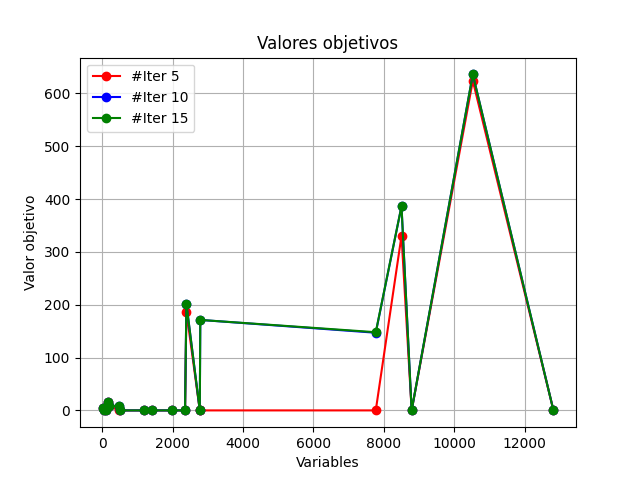 Valores objetivos
#Iter 5
#Iter 10
#Iter 15
Valor objetivo
600
500
400
300
200
100
0
0 2000 4000 6000 8000 10000 12000
Variables